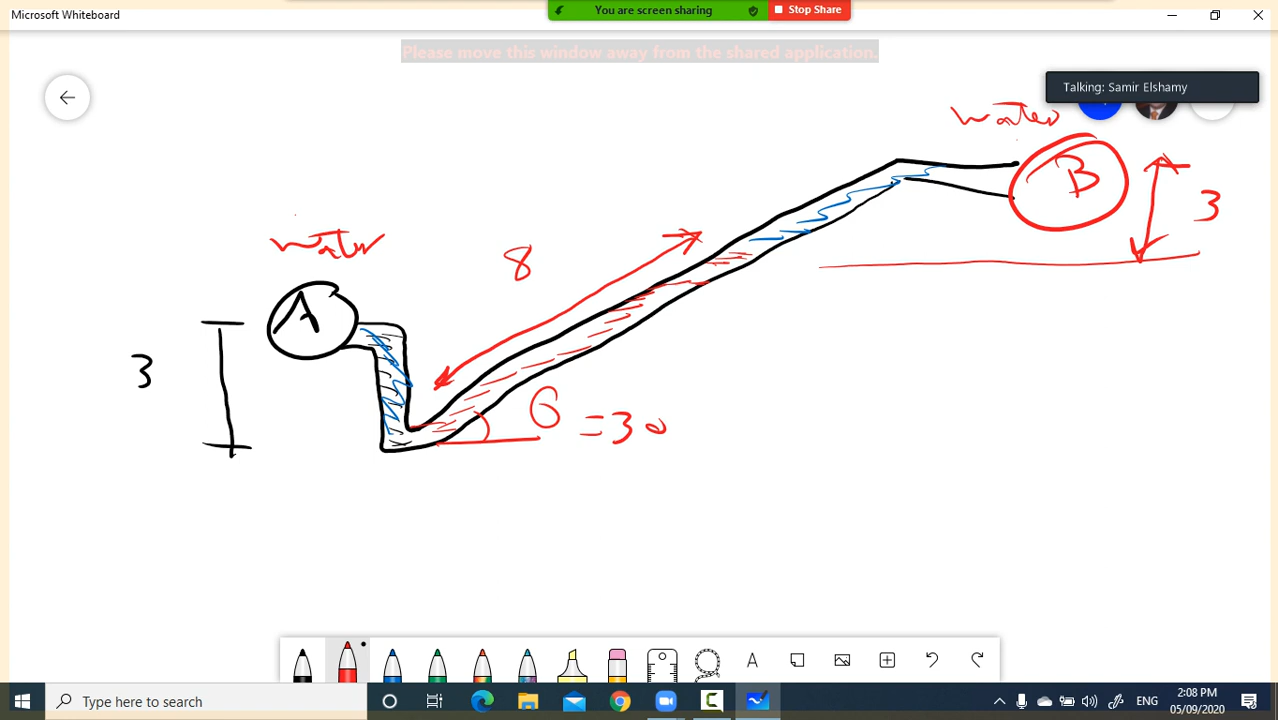 Microsoft Whiteboard
You are screen sharing
Stop Share
Please move this window away from the shared application.
Talking: Samir Elshamy
water
B
3
water
8
A
3
= 30
A
Type here to search
ENG
2:08 PM
05/09/2020